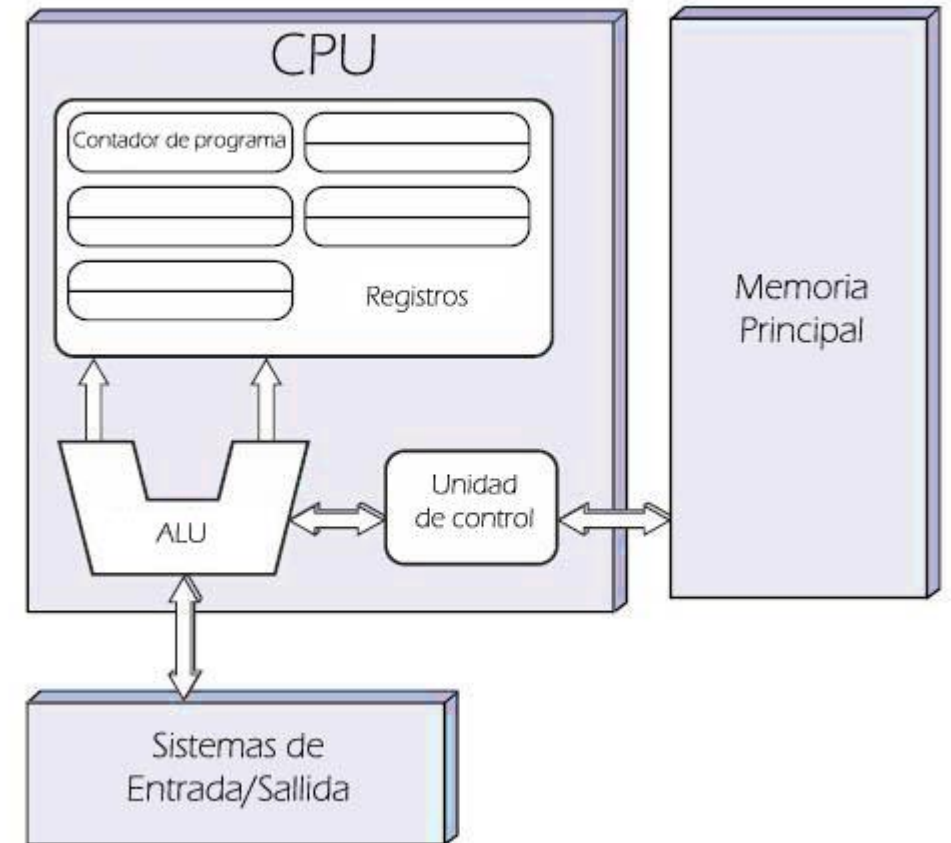 CPU
Contador de programa
Registros
Memoria
Principal
Unidad
de control
ALU
Sistemas de
Entrada/Sallida